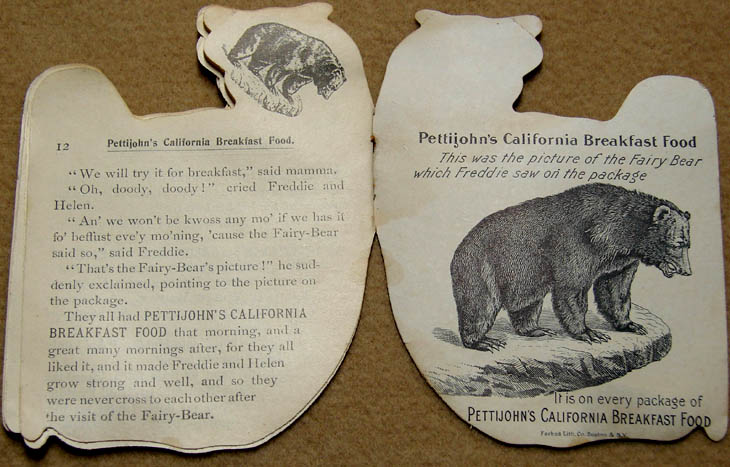 12 Pettijohn's California Breakfast Food.
"We will try it for breakfast," said mamma.
"Oh, doody, doody!" cried Freddie and
Helen.
"An' we won't be kwoss any mo' if we has it
fo' beffust eve'y mo'ning, 'cause the Fairy-Bear
said so," said Freddie.
"That's the Fairy-Bear's picture!" he sud-
denly exclaimed, pointing to the picture on
the package.
They all had PETTIJOHN'S CALIFORNIA
BREAKFAST FOOD that morning, and a
great many mornings after, for they all
liked it, and it made Freddie and Helen
grow strong and well, and so they
were never cross to each other after
the visit of the Fairy-Bear.
Pettijohn's California Breakfast Food
This was the picture of the Fairy Bear
which Freddie saw on the package
It is on every package of
PETTIJOHN'S CALIFORNIA BREAKFAST FOOD
Lith. Co. Boston & N.Y.